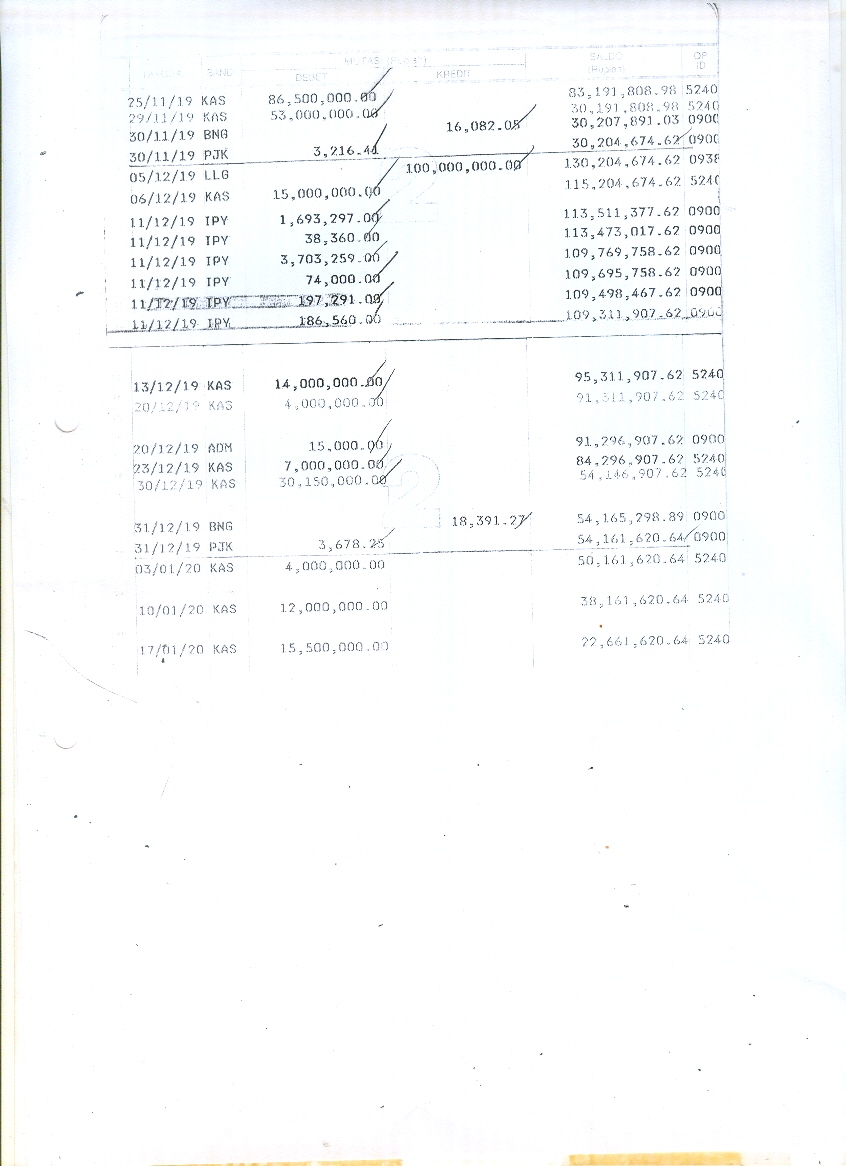 MUTASI
SANDI DEBET KREDIT SALDO (Rupiah) OP ID
25/11/19 KAS 86,500,000.00 83,191,808.98 5240
29/11/19 KAS 53,000,000.00 30,191,808.98 5240
30/11/19 BNG 16,082.05 30,207,891.03 0900
30/11/19 PJK 3,216.41 30,204,674.62 0900
05/12/19 LLG 100,000,000.00 130,204,674.62 0938
06/12/19 KAS 15,000,000.00 115,204,674.62 5240
11/12/19 IPY 1,693,297.00 113,511,377.62 0900
11/12/19 IPY 38,360.00 113,473,017.62 0900
11/12/19 IPY 3,703,259.00 109,769,758.62 0900
11/12/19 IPY 74,000.00 109,695,758.62 0900
11/12/19 IPY 197,291.00 109,498,467.62 0900
11/12/19 IPY 186,560.00 109,311,907.62 0900
13/12/19 KAS 14,000,000.00 95,311,907.62 5240
20/12/19 KAS 4,000,000.00 91,311,907.62 5240
20/12/19 ADM 15,000.00 91,296,907.62 0900
23/12/19 KAS 7,000,000.00 84,296,907.62 5240
30/12/19 KAS 30,150,000.00 54,146,907.62 5240
31/12/19 BNG 18,391.27 54,165,298.89 0900
31/12/19 PJK 3,678.25 54,161,620.64 0900
03/01/20 KAS 4,000,000.00 50,161,620.64 5240
10/01/20 KAS 12,000,000.00 38,161,620.64 5240
17/01/20 KAS 15,500,000.00 22,661,620.64 5240